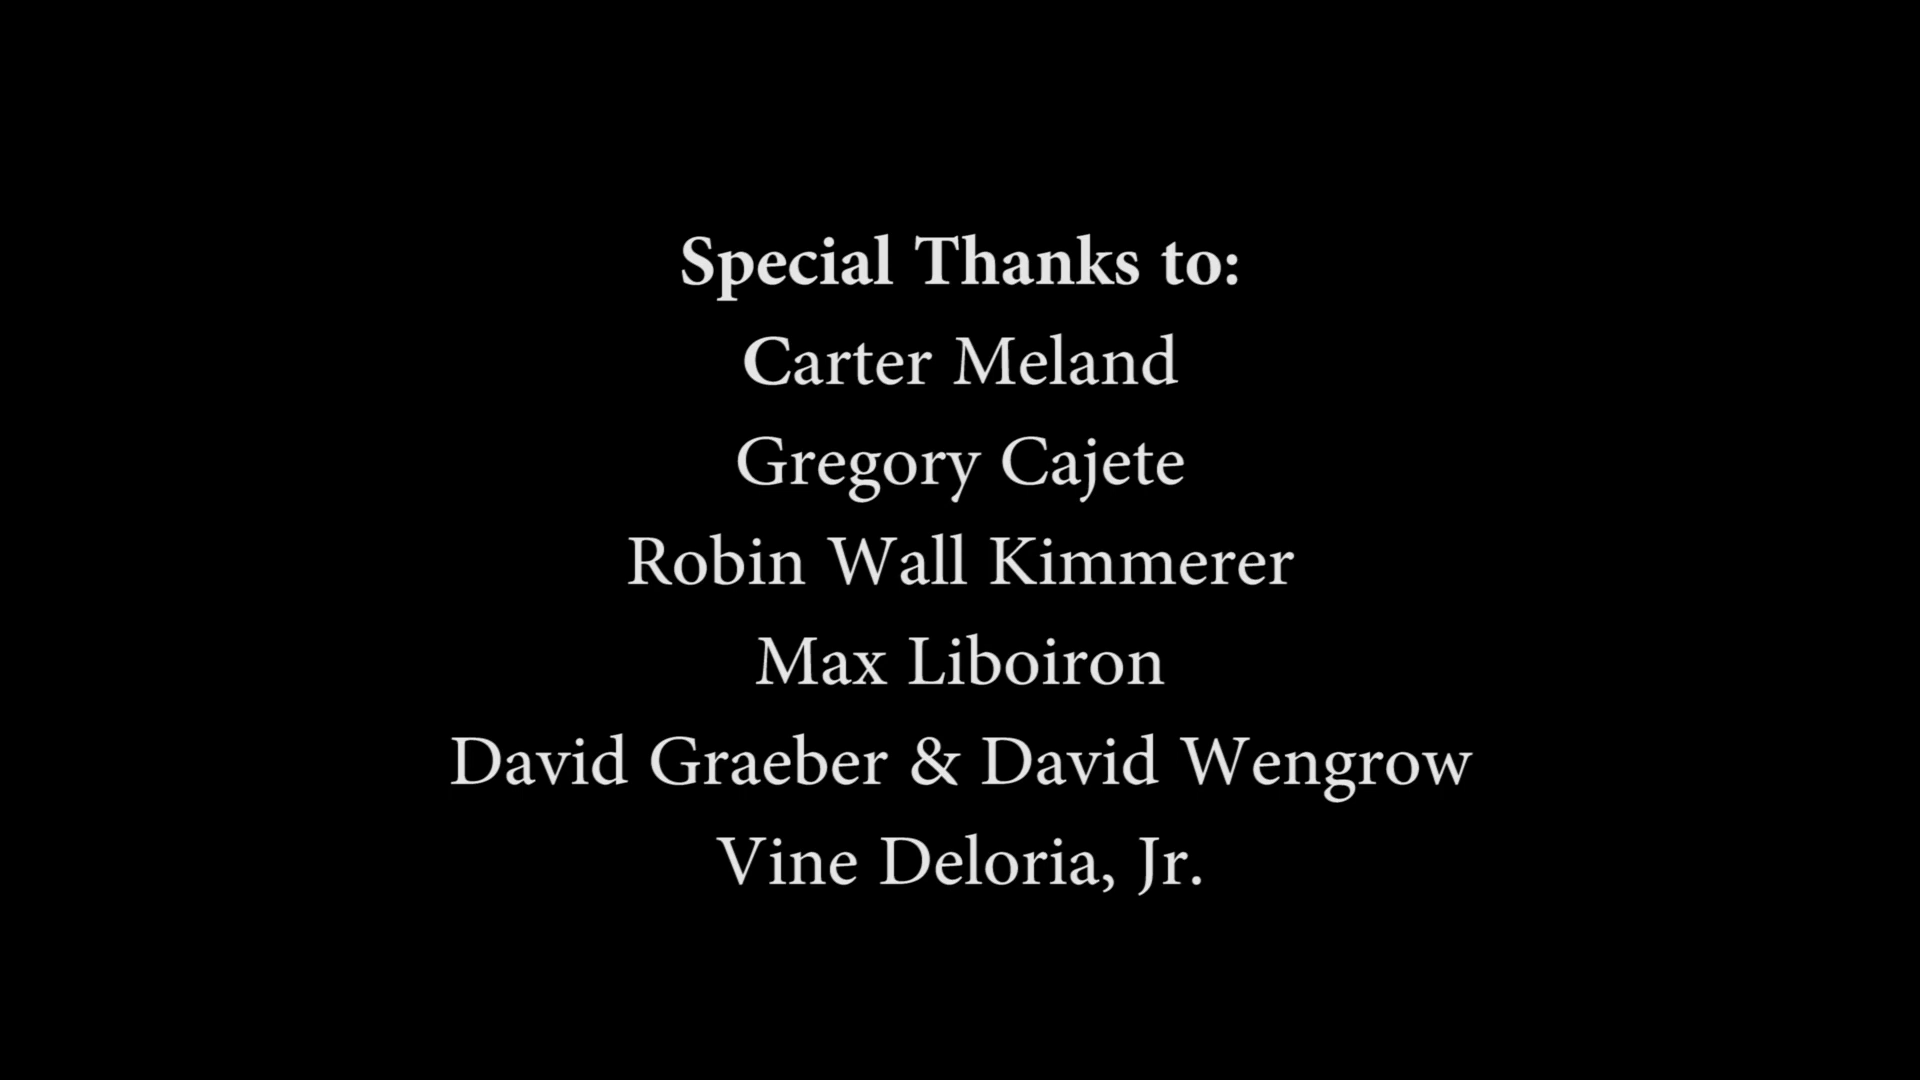 Special Thanks to:
Carter Meland
Gregory Cajete
Robin Wall Kimmerer
Max Liboiron
David Graeber & David Wengrow
Vine Deloria, Jr.